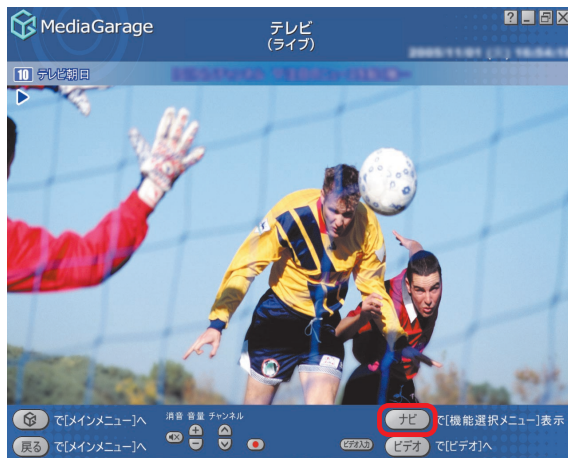 MediaGarage
テレビ
(ライブ)
? 
10 テレビ朝日
消音 音量 チャンネル
で[メインメニュー]へ
ナビ で[機能選択メニュー]表示
戻る で[メインメニュー]へ
ビデオ入力
ビデオ で[ビデオ]へ